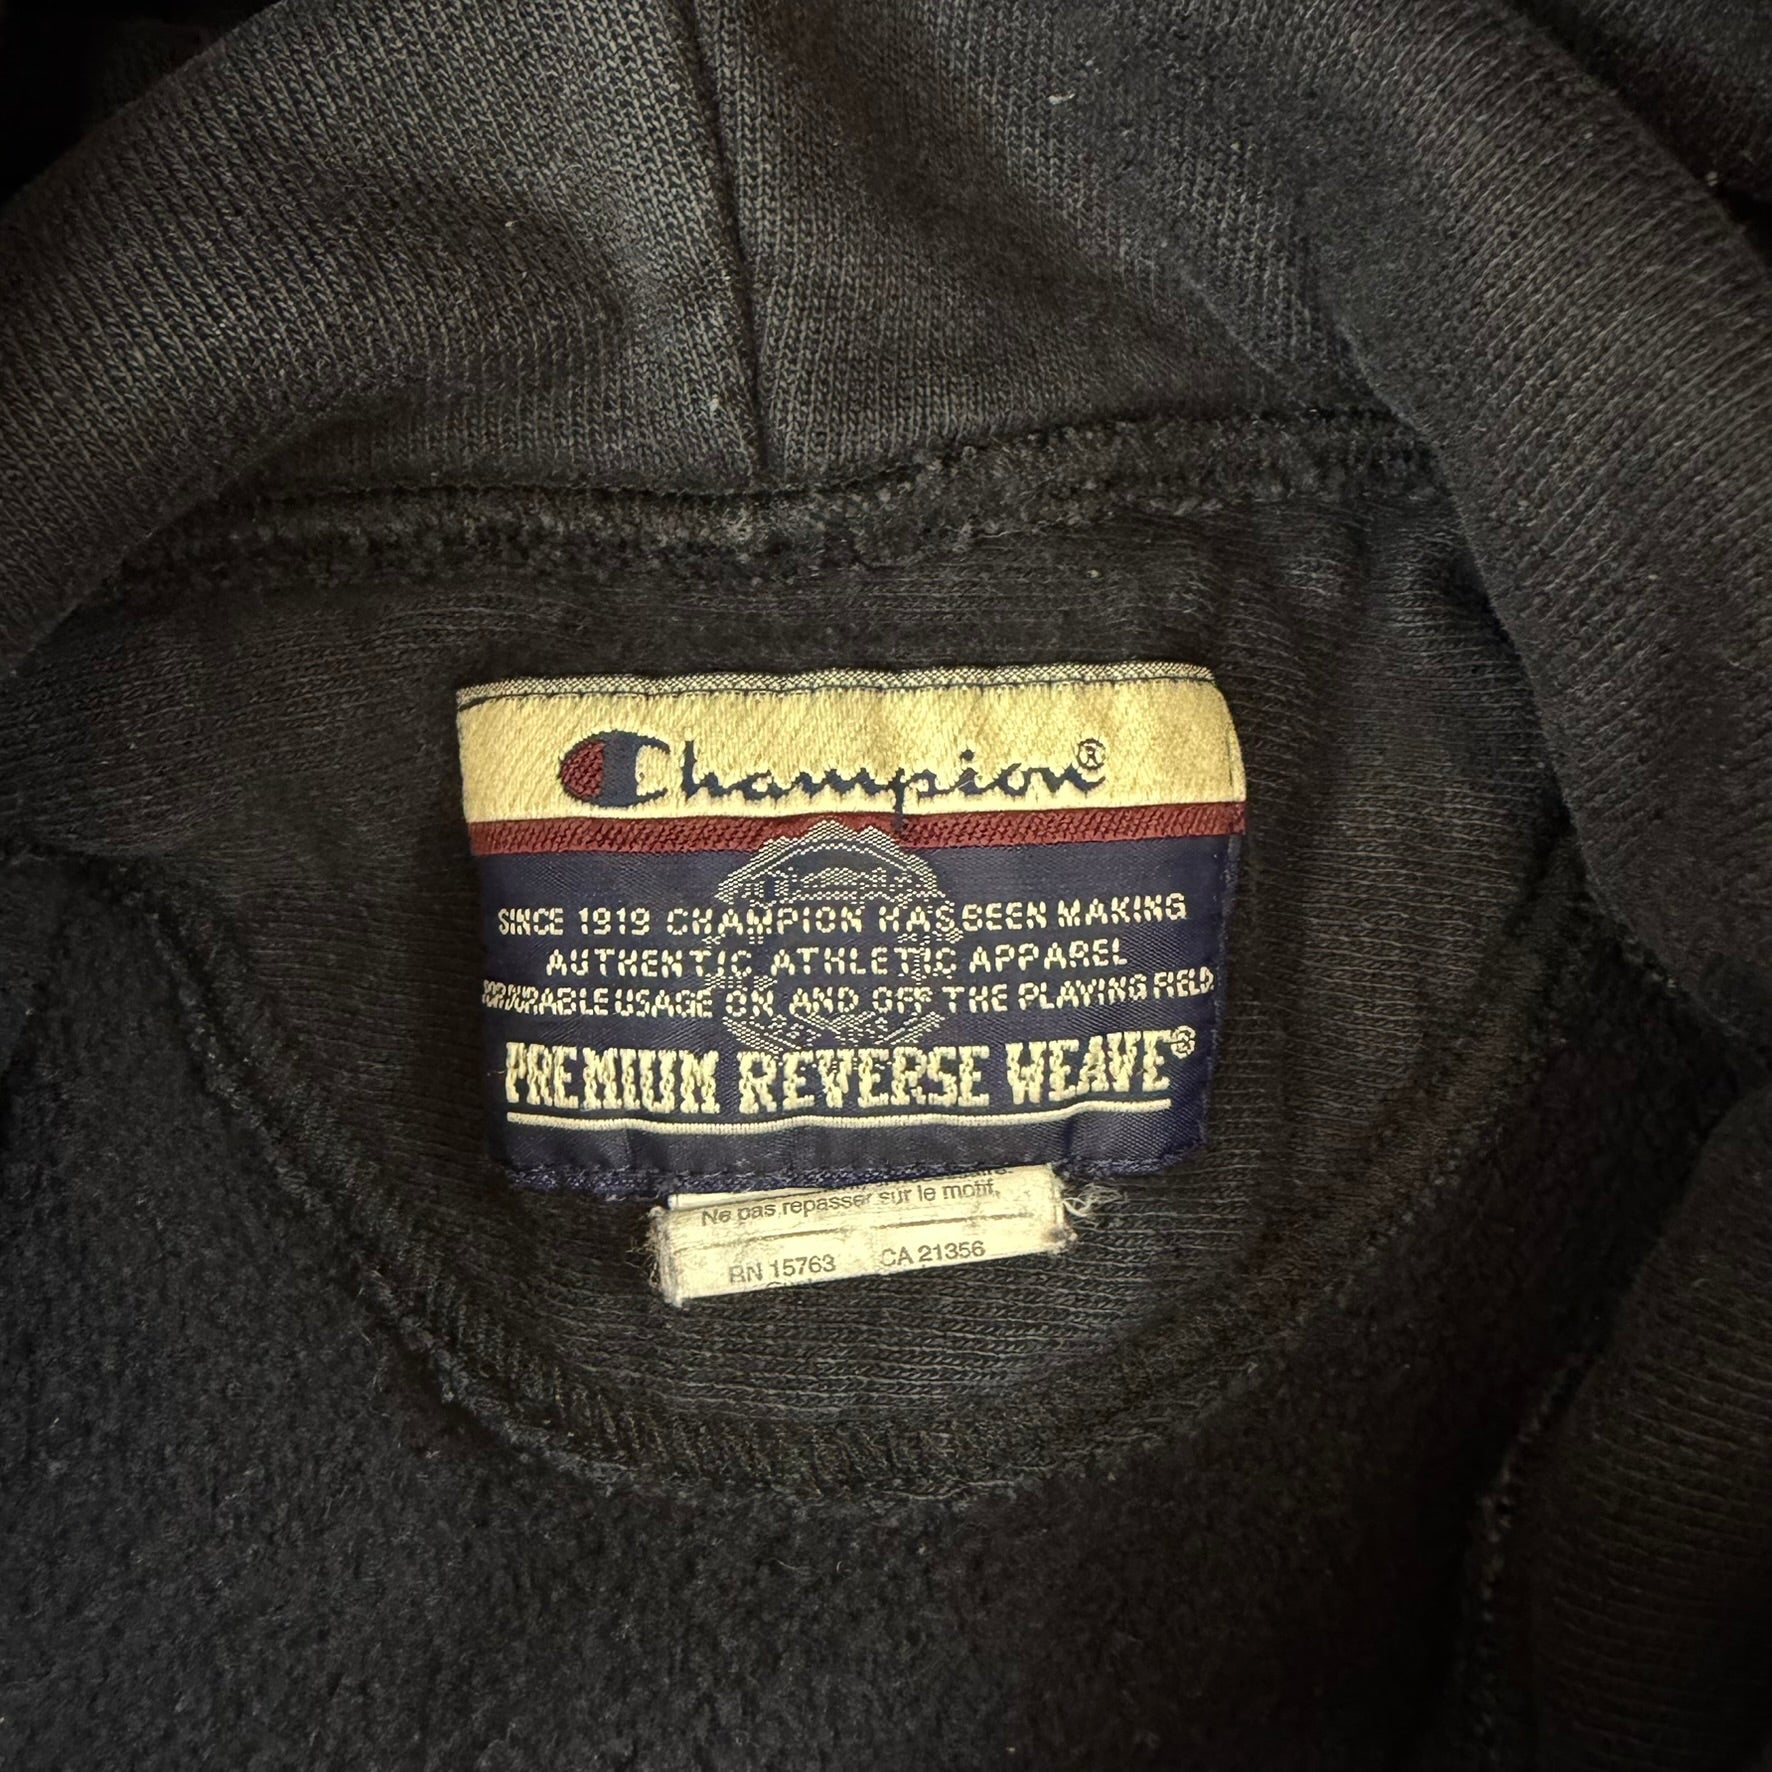 Champion®
SINCE 1919 CHAMPION HAS BEEN MAKING
AUTHENTIC ATHLETIC APPAREL
FOR DURABLE USAGE ON AND OFF THE PLAYING FIELD.
PREMIUM REVERSE WEAVE®
Ne pas repasser sur le motif.
RN 15763 CA 21356